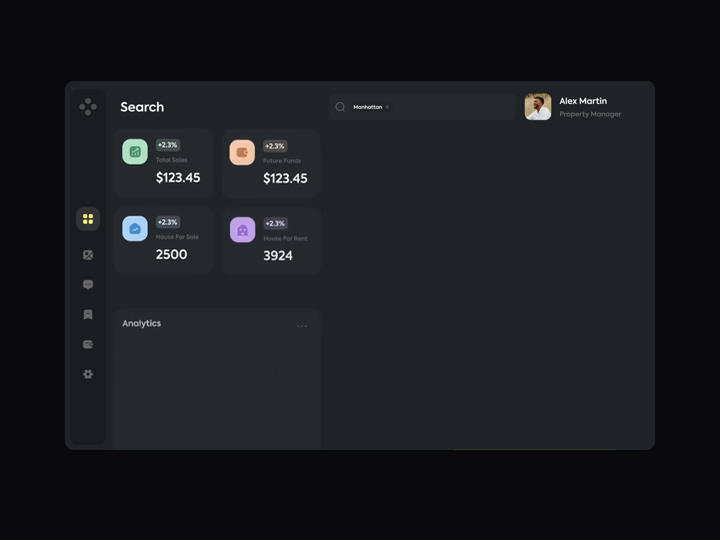 Search
Manhattan ×
Alex Martin
Property Manager
+2.3%
Total Sales
$123.45
+2.3%
Future Funds
$123.45
+2.3%
House For Sale
2500
+2.3%
House For Rent
3924
Analytics
...